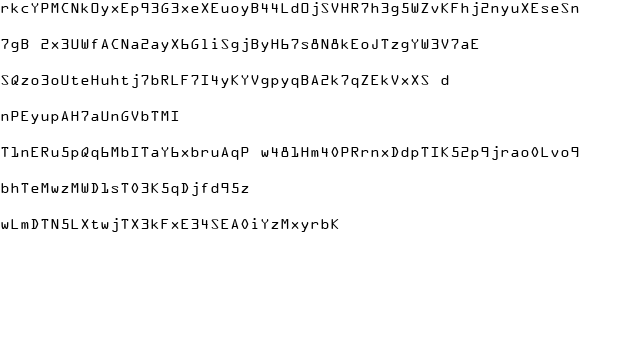 rkcYPMCNkOyxEp93G3xeXEuoyB44LdOjSVHR7h3g5WZvKFhj2nyuXEseSn
7gB 2x3UWfACNa2ayX6GliSgjByH67s8N8kEoJTzgYW3V7aE
SQzo3oUteHuhtj7bRLF7I4yKYVgpyqBA2k7qZEkVxXS d
nPEyupAH7aUnGVbTMI
T1nERu5pQq6MbITaY6xbruAqP w481Hm40PRrnxDdpTIK52p9jrao0Lvo9
bhTeMwzMWD1sT03K5qDjfd95z
wLmDTN5LXtwjTX3kFxE34SEA0iYzMxyrbK